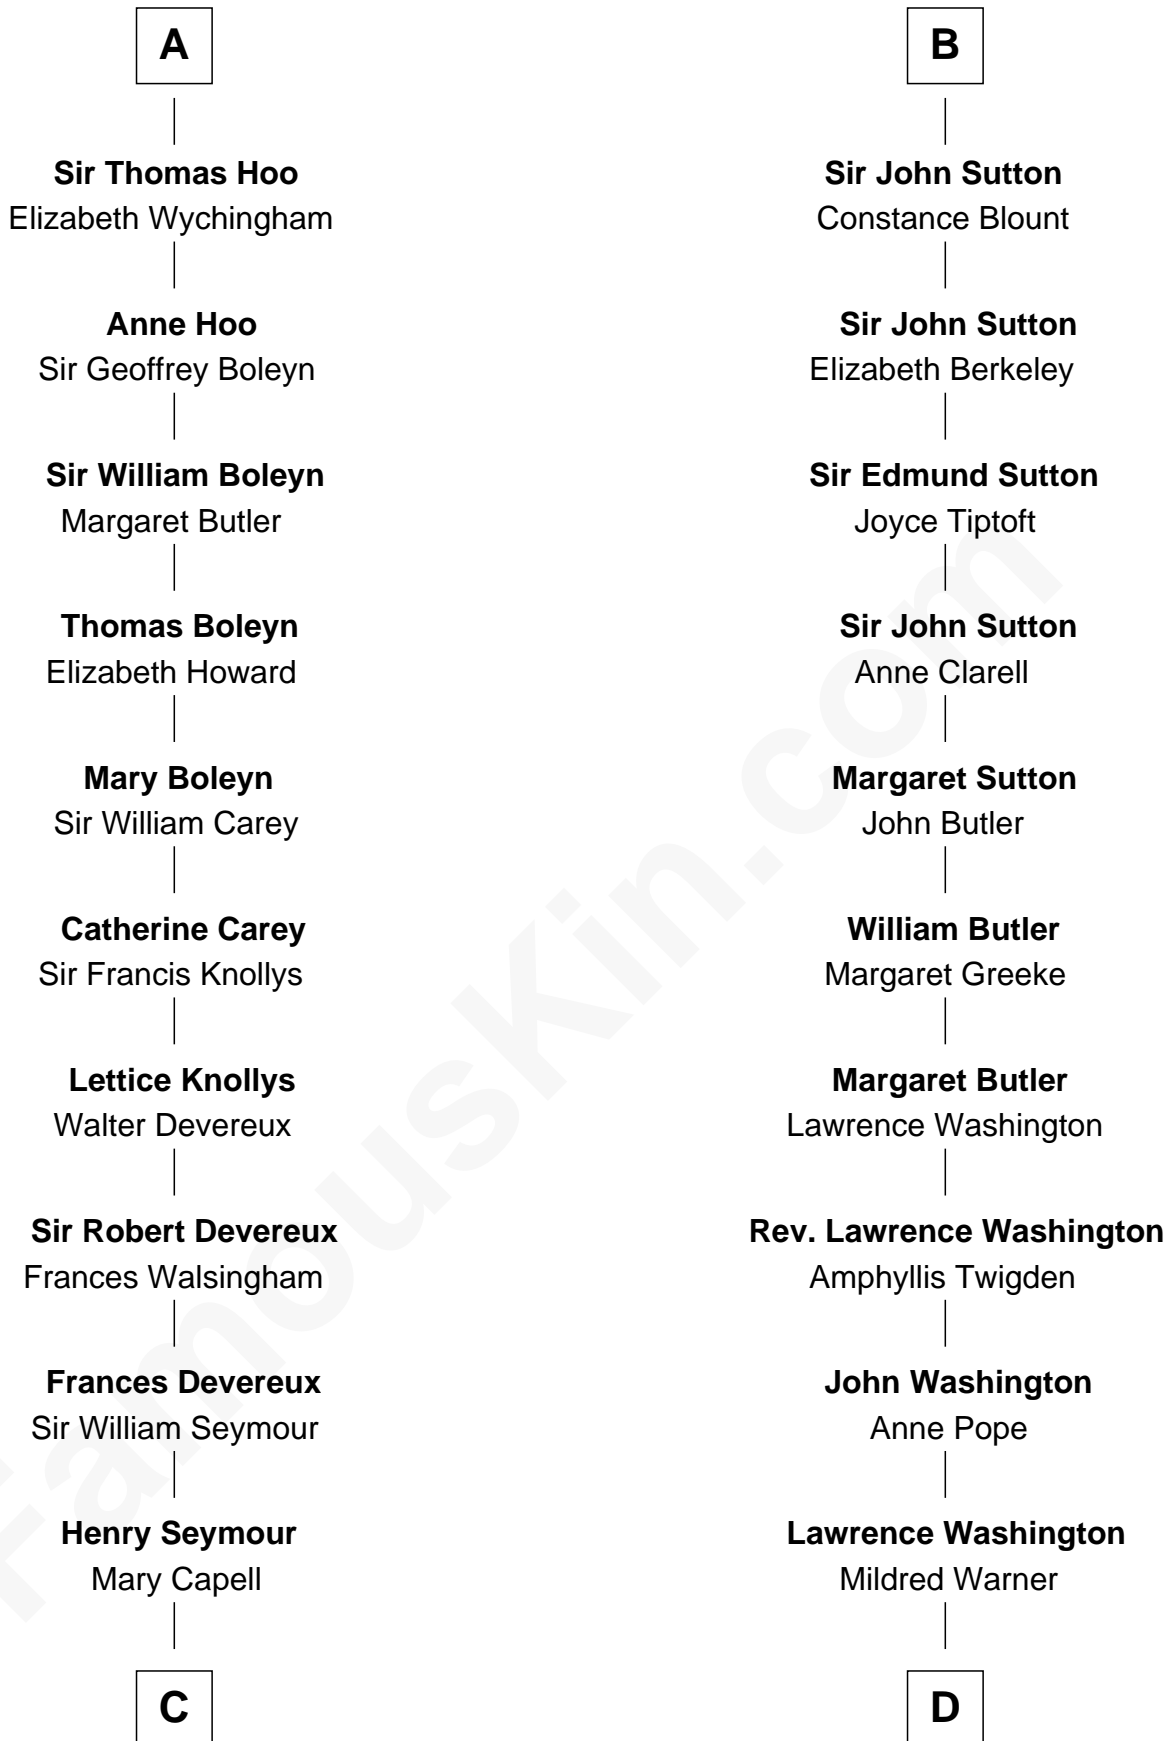 A
Sir Thomas Hoo
Elizabeth Wychingham
Anne Hoo
Sir Geoffrey Boleyn
Sir William Boleyn
Margaret Butler
Thomas Boleyn
Elizabeth Howard
Mary Boleyn
Sir William Carey
Catherine Carey
Sir Francis Knollys
Lettice Knollys
Walter Devereux
Sir Robert Devereux
Frances Walsingham
Frances Devereux
Sir William Seymour
Henry Seymour
Mary Capell
C
B
Sir John Sutton
Constance Blount
Sir John Sutton
Elizabeth Berkeley
Sir Edmund Sutton
Joyce Tiptoft
Sir John Sutton
Anne Clarell
Margaret Sutton
John Butler
William Butler
Margaret Greeke
Margaret Butler
Lawrence Washington
Rev. Lawrence Washington
Amphyllis Twigden
John Washington
Anne Pope
Lawrence Washington
Mildred Warner
D
FamousKin.com